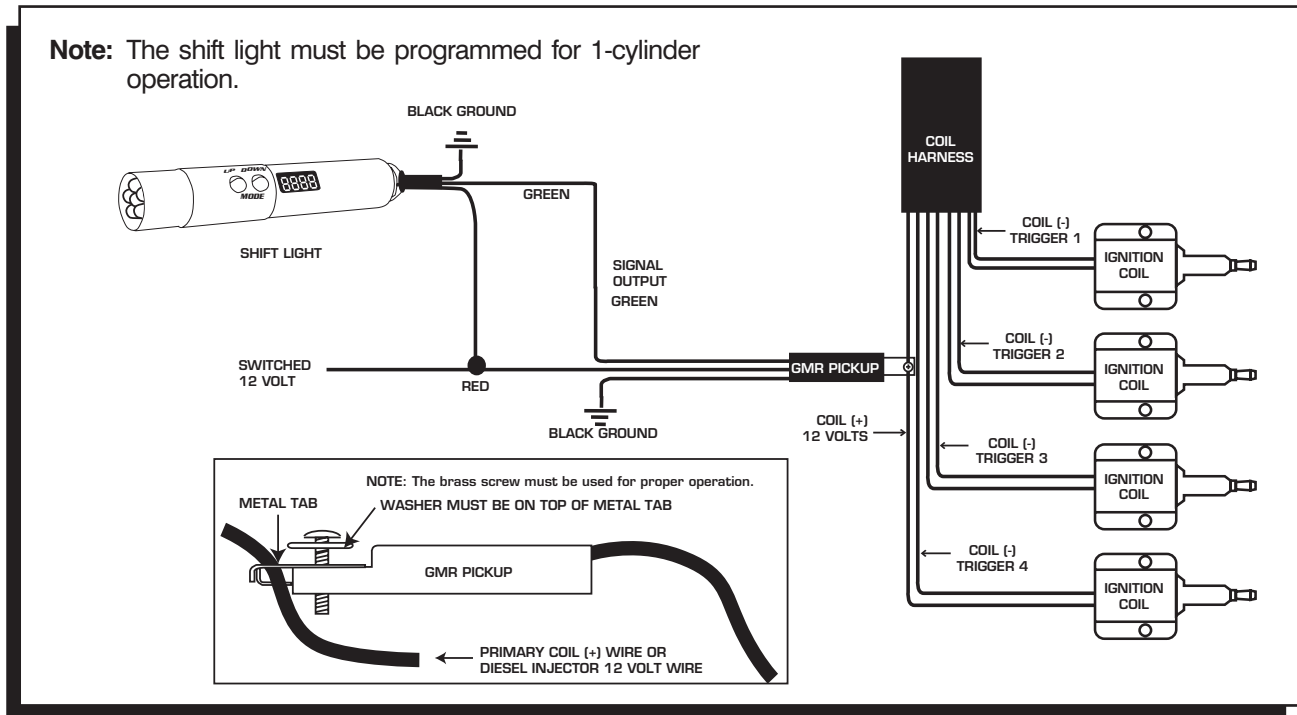 Note: The shift light must be programmed for 1-cylinder
operation.
BLACK GROUND
COIL
HARNESS
UP DOWN
8888
MODE
GREEN
SHIFT LIGHT
SIGNAL
OUTPUT
GREEN
COIL (-)
TRIGGER 1
IGNITION
COIL
COIL (-)
TRIGGER 2
IGNITION
COIL
SWITCHED
12 VOLT
RED
GMR PICKUP
BLACK GROUND
COIL (+)
12 VOLTS
COIL (-)
TRIGGER 3
IGNITION
COIL
COIL (-)
TRIGGER 4
IGNITION
COIL
NOTE: The brass screw must be used for proper operation.
METAL TAB
WASHER MUST BE ON TOP OF METAL TAB
GMR PICKUP
PRIMARY COIL (+) WIRE OR
DIESEL INJECTOR 12 VOLT WIRE